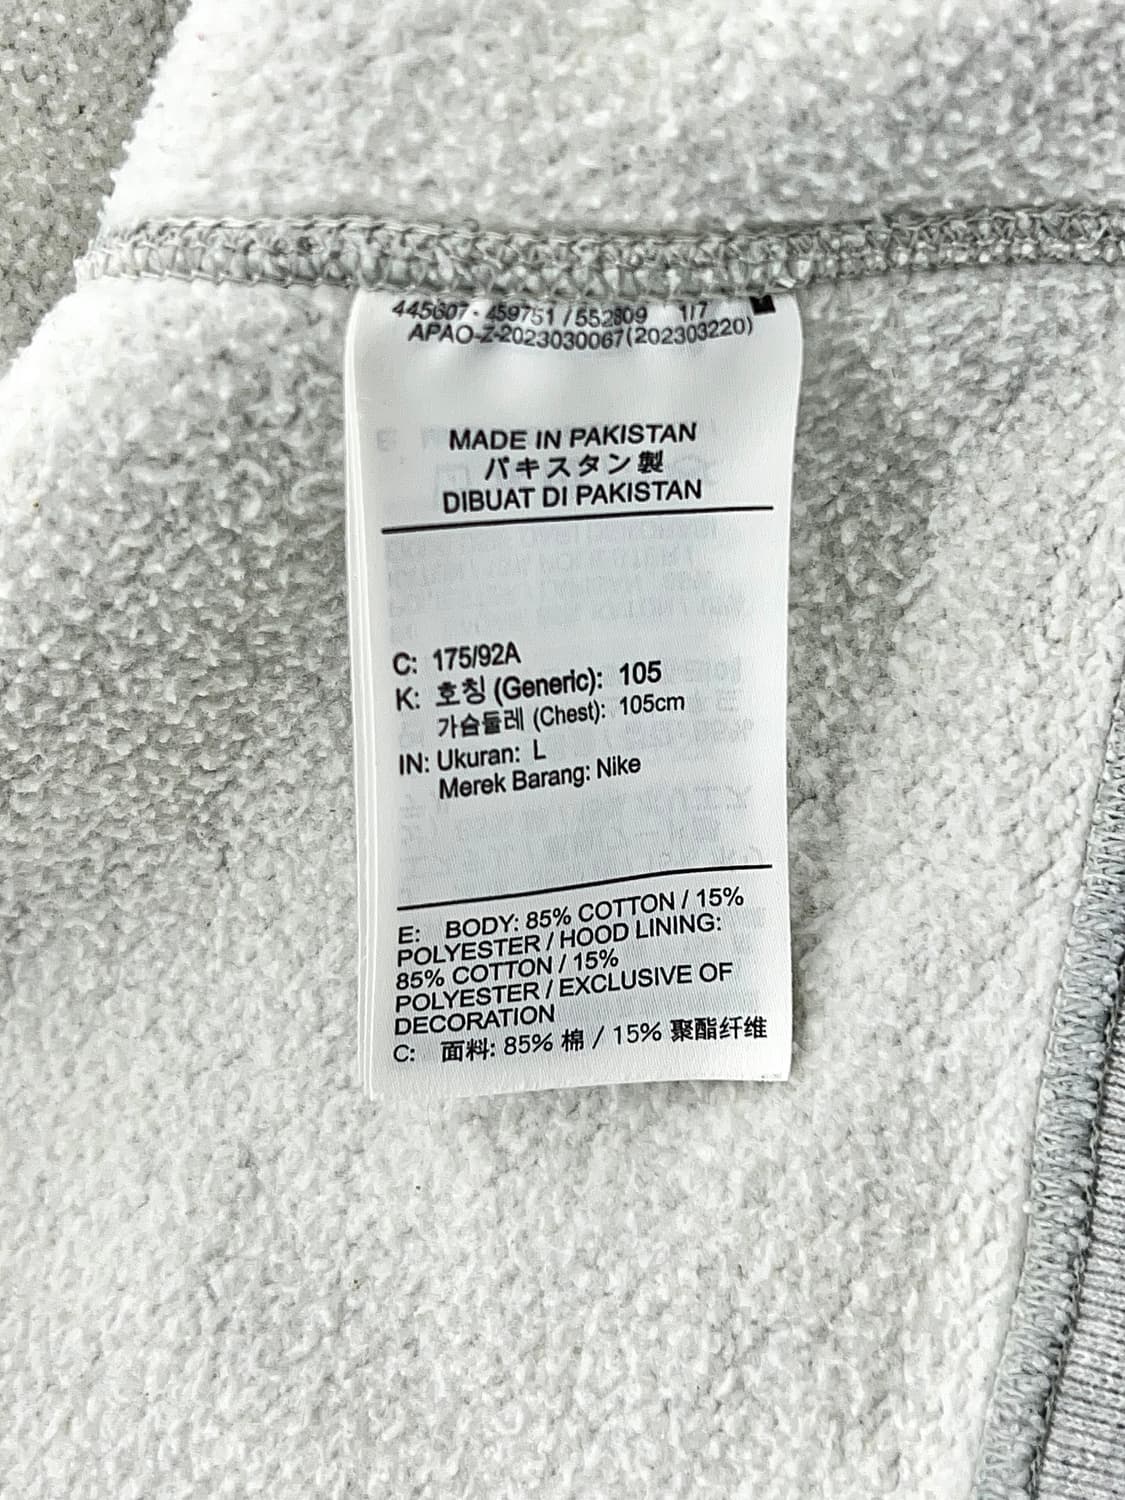 445607 - 459751 / 552809 1/7
APAO-Z-2023030067(202303220)
MADE IN PAKISTAN
パキスタン製
DIBUAT DI PAKISTAN
C: 175/92A
K: 호칭 (Generic): 105
가슴둘레 (Chest): 105cm
IN: Ukuran: L
Merek Barang: Nike
E: BODY: 85% COTTON / 15%
POLYESTER / HOOD LINING:
85% COTTON / 15%
POLYESTER / EXCLUSIVE OF
DECORATION
C: 面料: 85% 棉 / 15% 聚酯纤维